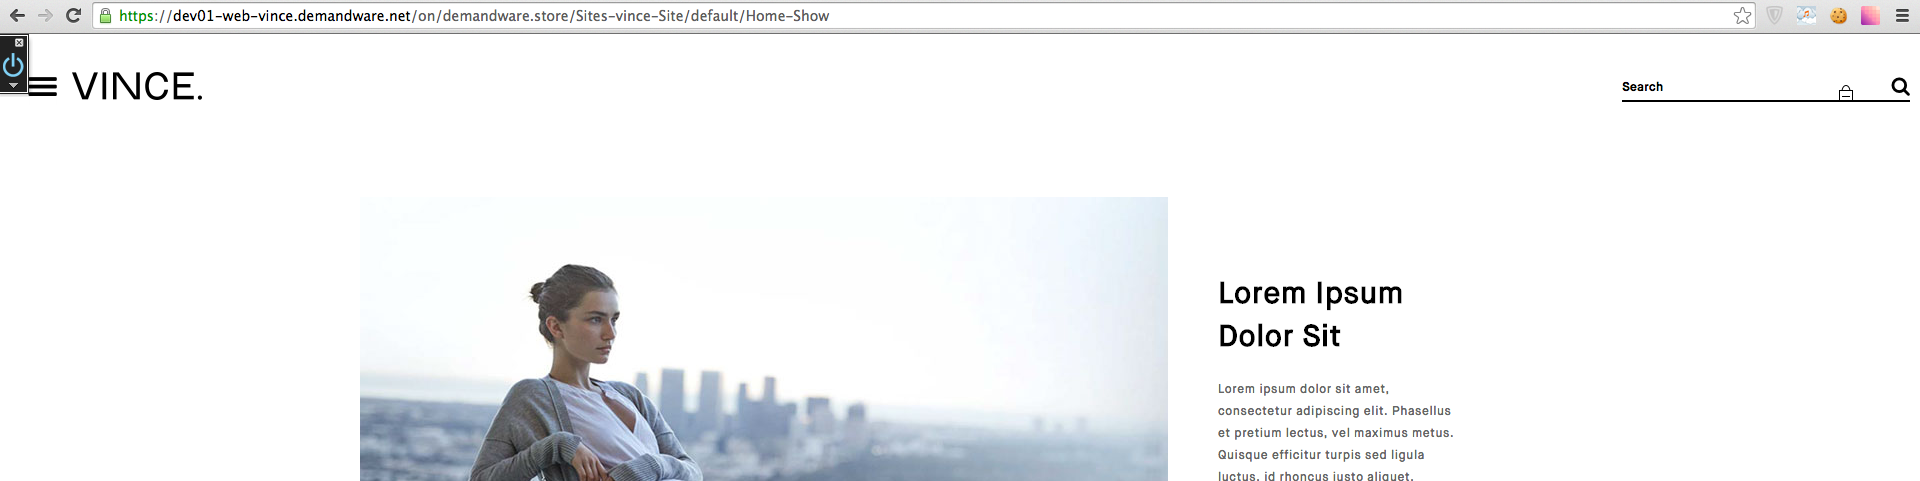 https://dev01-web-vince.demandware.net/on/demandware.store/Sites-vince-Site/default/Home-Show
VINCE.
Search
Lorem Ipsum
Dolor Sit
Lorem ipsum dolor sit amet,
consectetur adipiscing elit. Phasellus
et pretium lectus, vel maximus metus.
Quisque efficitur turpis sed ligula
luctus, id rhoncus justo aliquet.